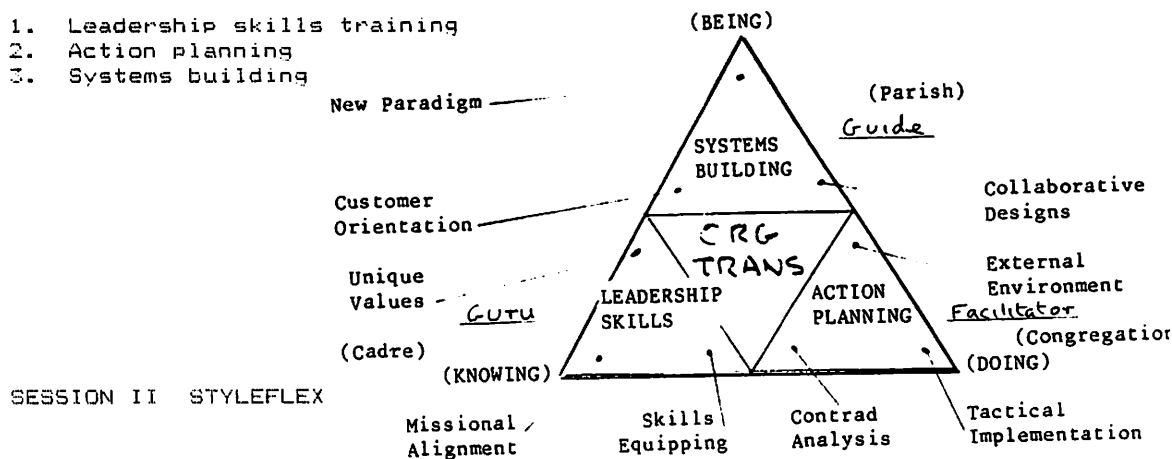 1. Leadership skills training
2. Action planning
3. Systems building
(BEING)
New Paradigm
(Parish)
Guide
SYSTEMS
BUILDING
Customer
Orientation
Collaborative
Designs
ORG
TRANS
Unique
Values
External
Environment
LEADERSHIP
SKILLS
ACTION
PLANNING
Guru
Facilitator
(Cadre)
(Congregation
(KNOWING)
(DOING)
SESSION II STYLEFLEX
Missional
Alignment
Skills
Equipping
Contrad
Analysis
Tactical
Implementation